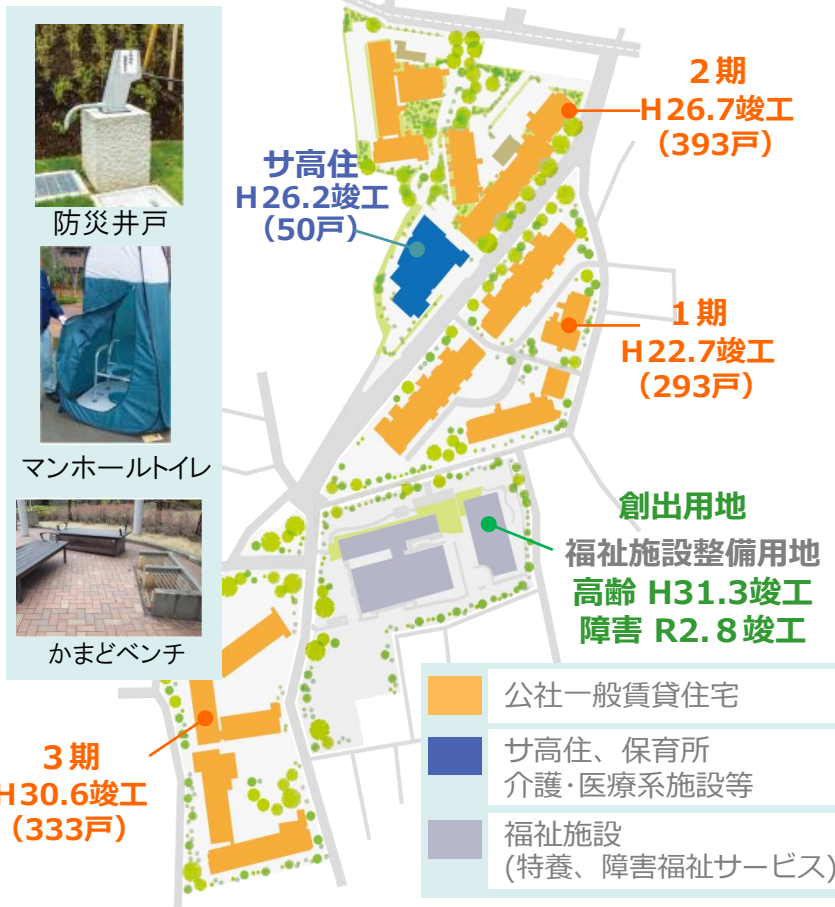 防災井戸
マンホールトイレ
かまどベンチ
サ高住
H26.2竣工
(50戸)
2期
H26.7竣工
(393戸)
1期
H22.7竣工
(293戸)
創出用地
福祉施設整備用地
高齢 H31.3竣工
障害 R2.8竣工
3期
H30.6竣工
(333戸)
公社一般賃貸住宅
サ高住、保育所
介護・医療系施設等
福祉施設
(特養、障害福祉サービス)